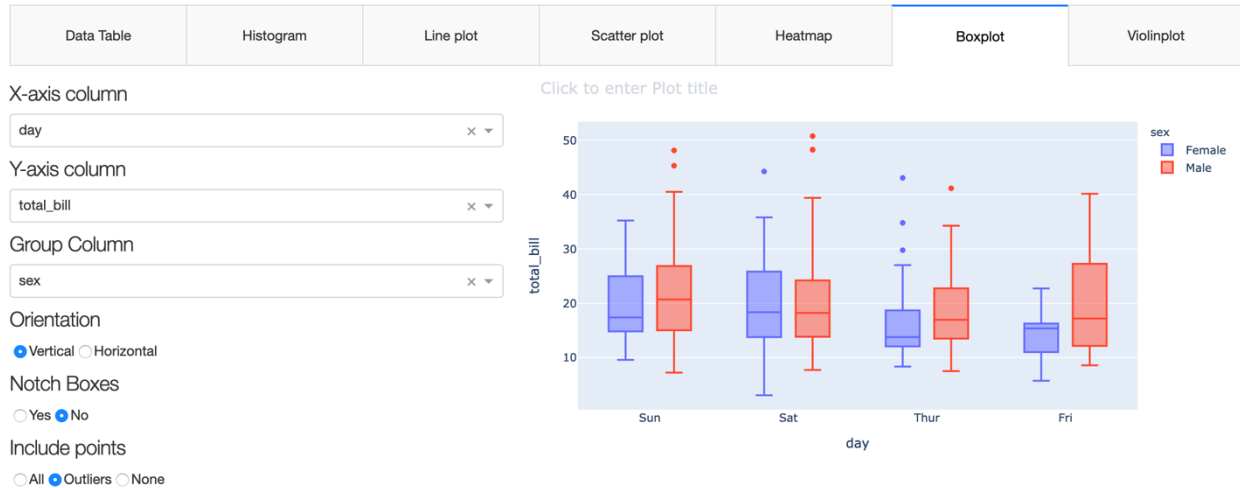 Data Table Histogram Line plot Scatter plot Heatmap Boxplot Violinplot
X-axis column
day
Y-axis column
total_bill
Group Column
sex
Orientation
Vertical Horizontal
Notch Boxes
Yes No
Include points
All Outliers None
Click to enter Plot title
50
40
30
20
10
total_bill
Sun Sat Thur Fri
day
sex
Female
Male